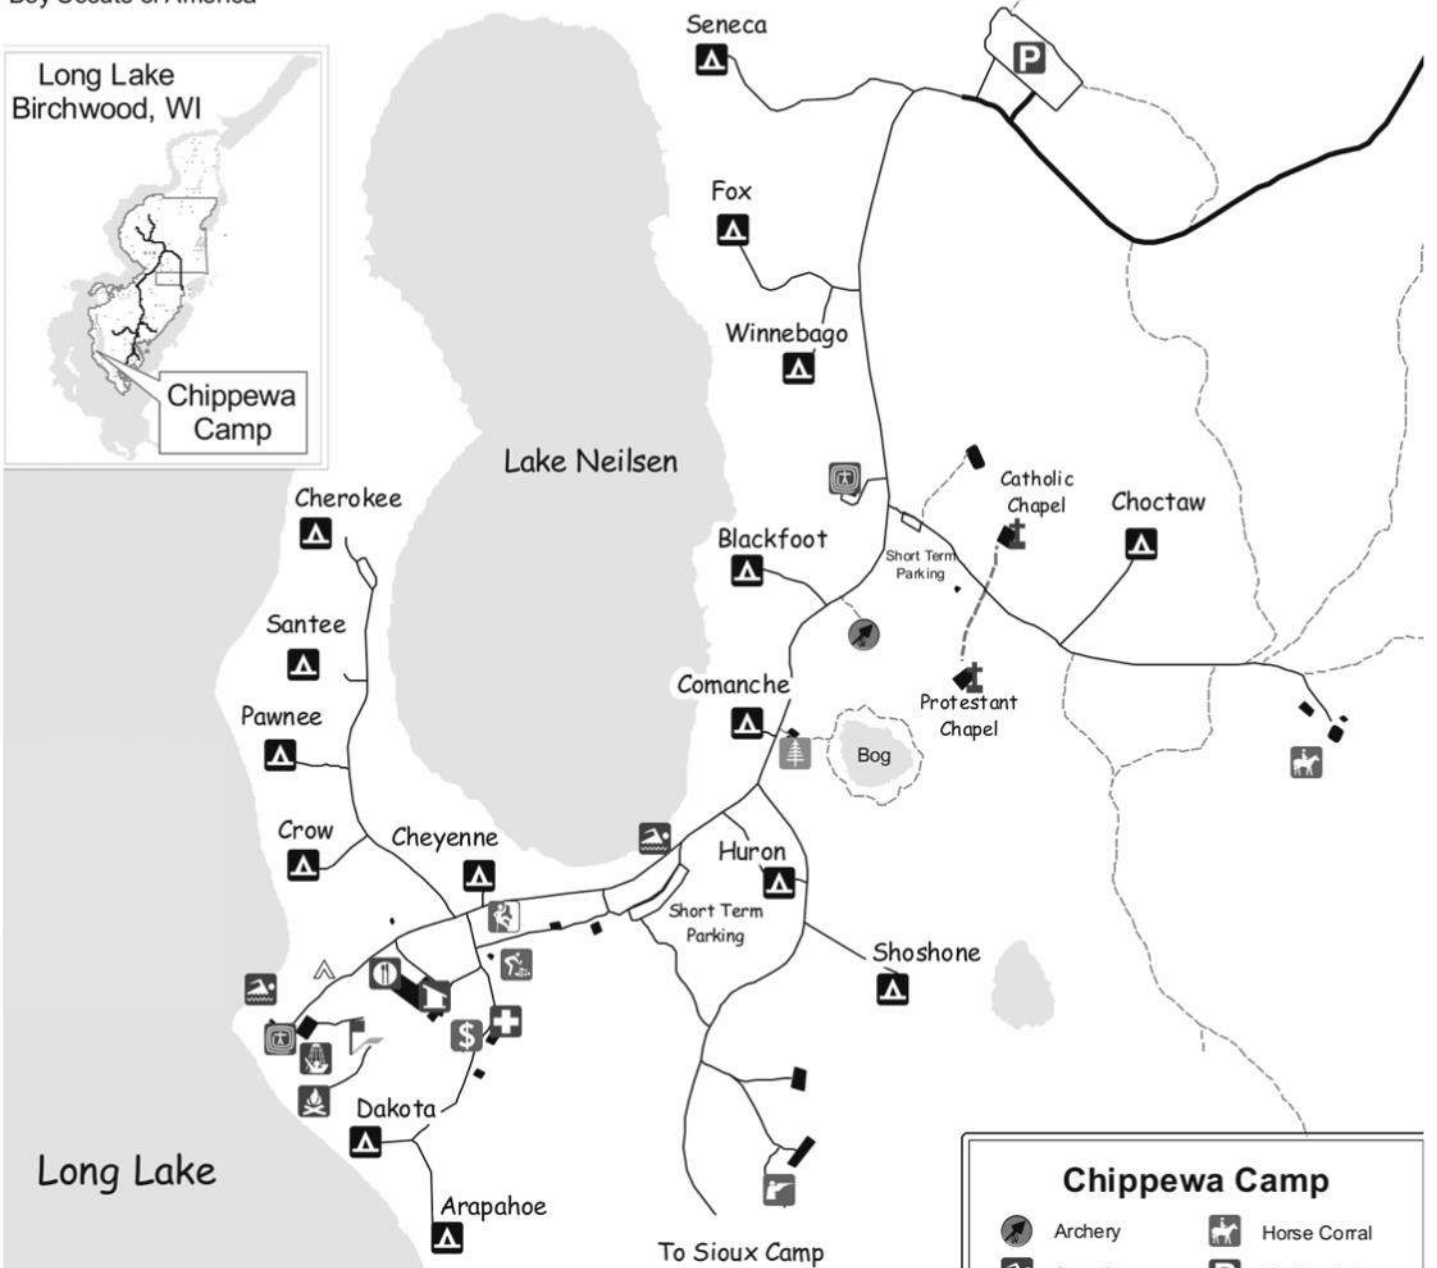 Boy Scouts of America
Long Lake
Birchwood, WI
Chippewa
Camp
Seneca
P
Fox
Winnebago
Lake Neilsen
Cherokee
Catholic
Chapel
Choctaw
Blackfoot
Short Term
Parking
Santee
Comanche
Protestant
Chapel
Pawnee
Bog
Crow
Cheyenne
Huron
Short Term
Parking
Shoshone
$
Dakota
Long Lake
Arapahoe
To Sioux Camp
Chippewa Camp
Archery
Horse Corral